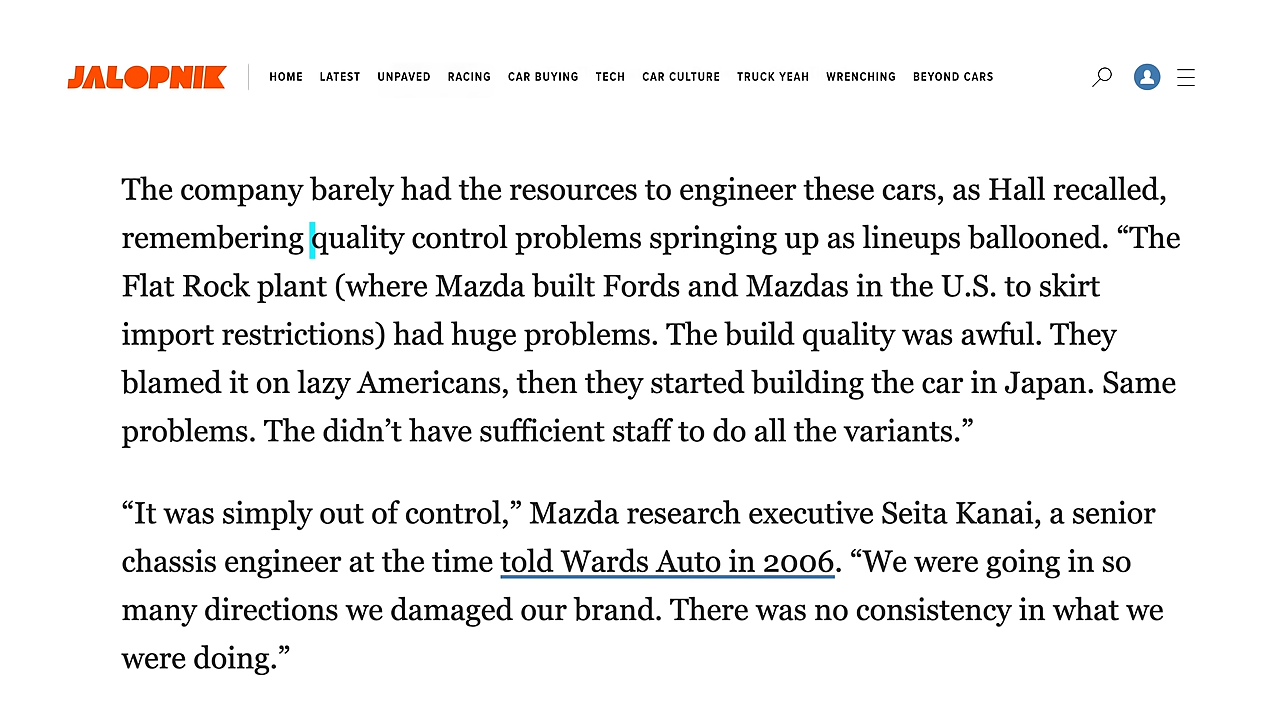 JALOPNIK HOME LATEST UNPAVED RACING CAR BUYING TECH CAR CULTURE TRUCK YEAH WRENCHING BEYOND CARS
The company barely had the resources to engineer these cars, as Hall recalled,
remembering quality control problems springing up as lineups ballooned. “The
Flat Rock plant (where Mazda built Fords and Mazdas in the U.S. to skirt
import restrictions) had huge problems. The build quality was awful. They
blamed it on lazy Americans, then they started building the car in Japan. Same
problems. The didn’t have sufficient staff to do all the variants.”
“It was simply out of control,” Mazda research executive Seita Kanai, a senior
chassis engineer at the time told Wards Auto in 2006. “We were going in so
many directions we damaged our brand. There was no consistency in what we
were doing.”